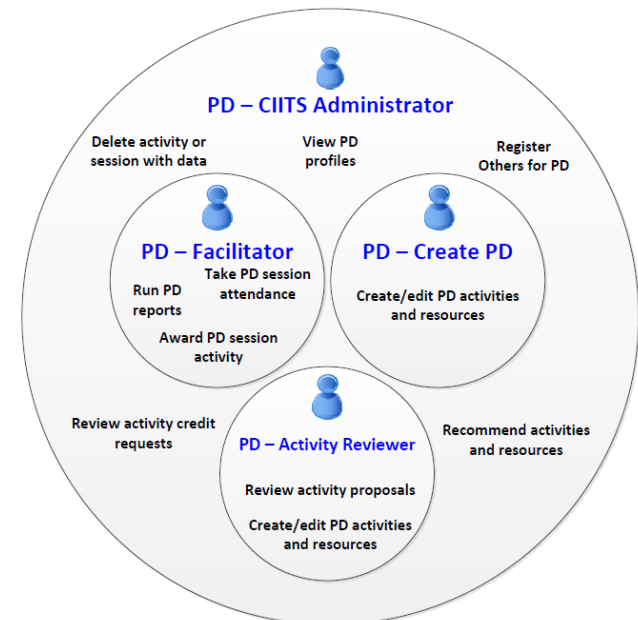 PD – CIITS Administrator
Delete activity or
session with data
View PD
profiles
Register
Others for PD
PD – Facilitator
Take PD session
attendance
Run PD
reports
Award PD session
activity
PD – Create PD
Create/edit PD activities
and resources
Review activity credit
requests
Recommend activities
and resources
PD – Activity Reviewer
Review activity proposals
Create/edit PD activities
and resources